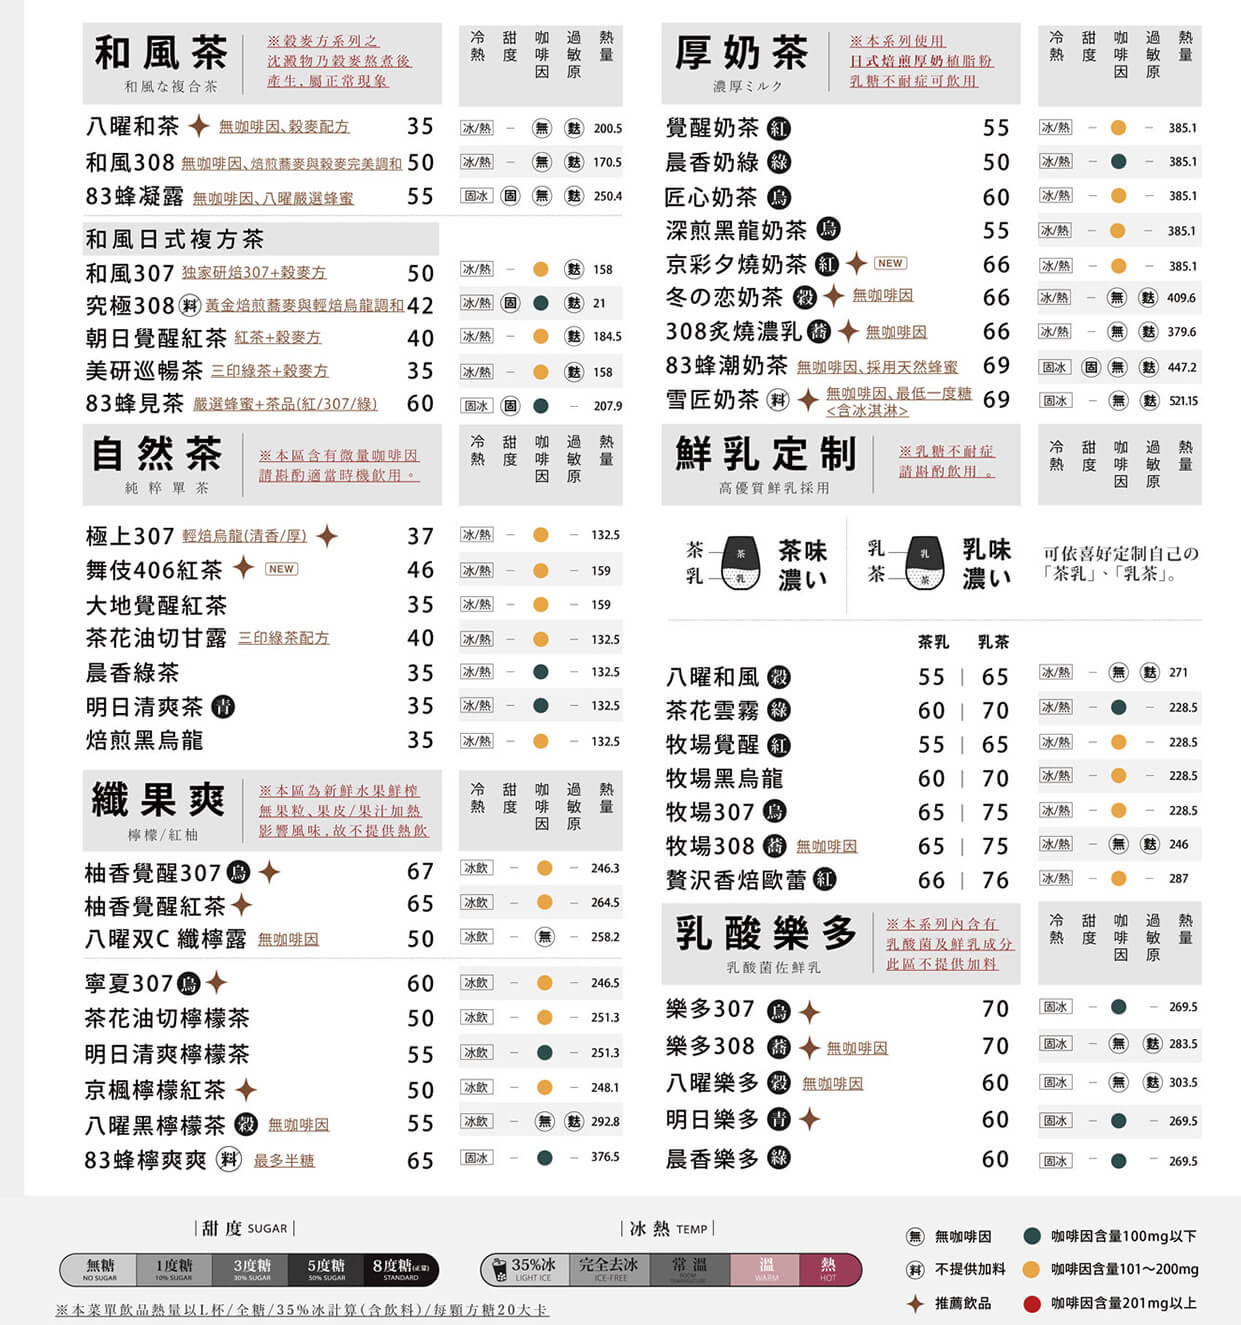 和風茶
和風な複合茶
※穀麥方系列之
沈澱物乃穀麥熬煮後
產生,屬正常現象
冷熱 甜度 咖啡因 過敏原 熱量
八曜和茶 無咖啡因、穀麥配方 35 冰/熱 – 無 麩 200.5
和風308 無咖啡因、焙煎蕎麥與穀麥完美調和 50 冰/熱 – 無 麩 170.5
83蜂凝露 無咖啡因、八曜嚴選蜂蜜 55 固冰 固 無 麩 250.4
和風日式複方茶
和風307 独家研焙307+穀麥方 50 冰/熱 – 麩 158
究極308 料 黃金焙煎蕎麥與輕焙烏龍調和 42 冰/熱 固 麩 21
朝日覺醒紅茶 紅茶+穀麥方 40 冰/熱 – 麩 184.5
美研巡暢茶 三印綠茶+穀麥方 35 冰/熱 – 麩 158
83蜂見茶 嚴選蜂蜜+茶品(紅/307/綠) 60 固冰 固 – 207.9
自然茶
純粹單茶
※本區含有微量咖啡因
請斟酌適當時機飲用。
冷熱 甜度 咖啡因 過敏原 熱量
極上307 輕焙烏龍(清香/厚) 37 冰/熱 – – 132.5
舞伎406紅茶 NEW 46 冰/熱 – – 159
大地覺醒紅茶 35 冰/熱 – – 159
茶花油切甘露 三印綠茶配方 40 冰/熱 – – 132.5
晨香綠茶 35 冰/熱 – – 132.5
明日清爽茶 青 35 冰/熱 – – 132.5
焙煎黑烏龍 35 冰/熱 – – 132.5
纖果爽
檸檬/紅柚
※本區為新鮮水果鮮榨
無果粒、果皮/果汁加熱
影響風味,故不提供熱飲
冷熱 甜度 咖啡因 過敏原 熱量
柚香覺醒307 烏 67 冰飲 – – 246.3
柚香覺醒紅茶 65 冰飲 – – 264.5
八曜双C 纖檸露 無咖啡因 50 冰飲 – 無 – 258.2
寧夏307 烏 60 冰飲 – – 246.5
茶花油切檸檬茶 50 冰飲 – – 251.3
明日清爽檸檬茶 55 冰飲 – – 251.3
京楓檸檬紅茶 50 冰飲 – – 248.1
八曜黑檸檬茶 穀 無咖啡因 55 冰飲 – 無 麩 292.8
83蜂檸爽爽 料 最多半糖 65 固冰 – – 376.5
厚奶茶
濃厚ミルク
※本系列使用
日式焙煎厚奶植脂粉
乳糖不耐症可飲用
冷熱 甜度 咖啡因 過敏原 熱量
覺醒奶茶 紅 55 冰/熱 – – 385.1
晨香奶綠 綠 50 冰/熱 – – 385.1
匠心奶茶 烏 60 冰/熱 – – 385.1
深煎黑龍奶茶 烏 55 冰/熱 – – 385.1
京彩夕燒奶茶 紅 NEW 66 冰/熱 – – 385.1
冬の恋奶茶 穀 無咖啡因 66 冰/熱 – 無 麩 409.6
308炙燒濃乳 蕎 無咖啡因 66 冰/熱 – 無 麩 379.6
83蜂潮奶茶 無咖啡因、採用天然蜂蜜 69 固冰 固 無 麩 447.2
雪匠奶茶 料 無咖啡因、最低一度糖 69 固冰 – 無 麩 521.15
<含冰淇淋>
鮮乳定制
高優質鮮乳採用
※乳糖不耐症
請斟酌飲用 。
冷熱 甜度 咖啡因 過敏原 熱量
茶 茶 茶味
乳 乳 濃い
乳 乳 乳味
茶 茶 濃い
可依喜好定制自己の
「茶乳」、「乳茶」。
茶乳 乳茶
八曜和風 穀 55 | 65 冰/熱 – 無 麩 271
茶花雲霧 綠 60 | 70 冰/熱 – – 228.5
牧場覺醒 紅 55 | 65 冰/熱 – – 228.5
牧場黑烏龍 60 | 70 冰/熱 – – 228.5
牧場307 烏 65 | 75 冰/熱 – – 228.5
牧場308 蕎 無咖啡因 65 | 75 冰/熱 – 無 麩 246
贅沢香焙歐蕾 紅 66 | 76 冰/熱 – – 287
乳酸樂多
乳酸菌佐鮮乳
※本系列內含有
乳酸菌及鮮乳成分
此區不提供加料
冷熱 甜度 咖啡因 過敏原 熱量
樂多307 烏 70 固冰 – – 269.5
樂多308 蕎 無咖啡因 70 固冰 – 無 麩 283.5
八曜樂多 穀 無咖啡因 60 固冰 – 無 麩 303.5
明日樂多 青 60 固冰 – – 269.5
晨香樂多 綠 60 固冰 – – 269.5
|甜度 SUGAR|
無糖 1度糖 3度糖 5度糖 8度糖(正常)
NO SUGAR 10% SUGAR 30% SUGAR 50% SUGAR STANDARD
|冰熱 TEMP|
35%冰 完全去冰 常溫 溫 熱
LIGHT ICE ICE-FREE ROOM TEMPERATURE WARM HOT
無 無咖啡因
料 不提供加料
推薦飲品
咖啡因含量100mg以下
咖啡因含量101～200mg
咖啡因含量201mg以上
※本菜單飲品熱量以L杯/全糖/35%冰計算(含飲料)/每顆方糖20大卡